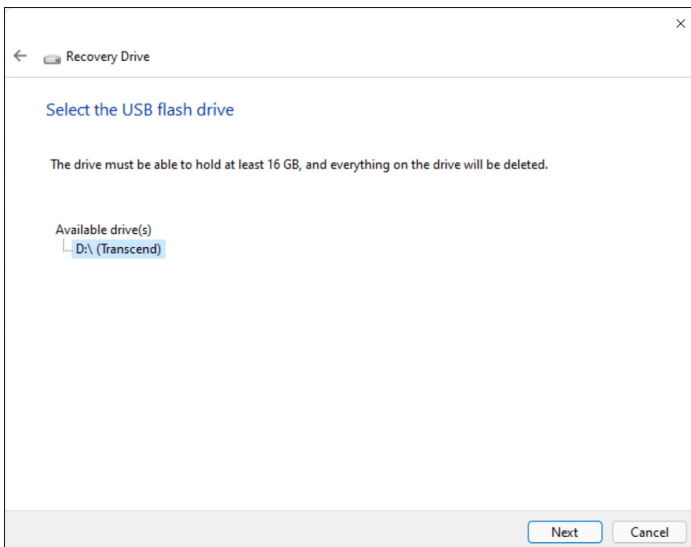 Recovery Drive
Select the USB flash drive
The drive must be able to hold at least 16 GB, and everything on the drive will be deleted.
Available drive(s)
D:\ (Transcend)
Next Cancel